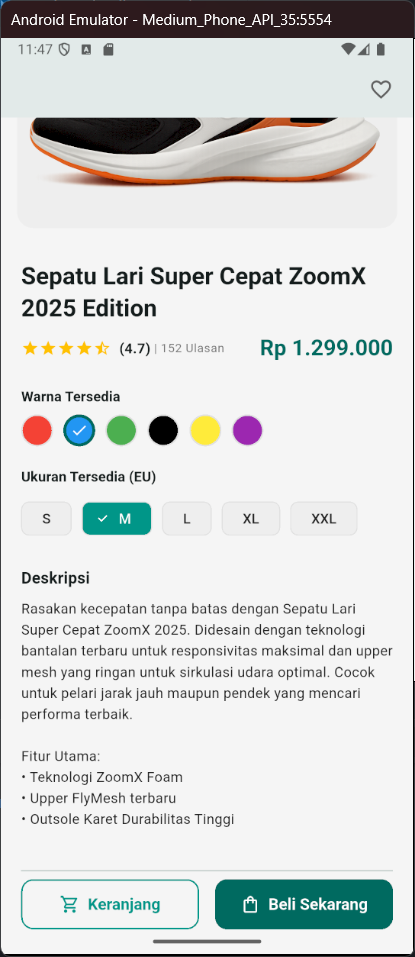 Android Emulator - Medium_Phone_API_35:5554
11:47
Sepatu Lari Super Cepat ZoomX
2025 Edition
(4.7) | 152 Ulasan
Rp 1.299.000
Warna Tersedia
Ukuran Tersedia (EU)
S M L XL XXL
Deskripsi
Rasakan kecepatan tanpa batas dengan Sepatu Lari
Super Cepat ZoomX 2025. Didesain dengan teknologi
bantalan terbaru untuk responsivitas maksimal dan upper
mesh yang ringan untuk sirkulasi udara optimal. Cocok
untuk pelari jarak jauh maupun pendek yang mencari
performa terbaik.
Fitur Utama:
• Teknologi ZoomX Foam
• Upper FlyMesh terbaru
• Outsole Karet Durabilitas Tinggi
Keranjang
Beli Sekarang